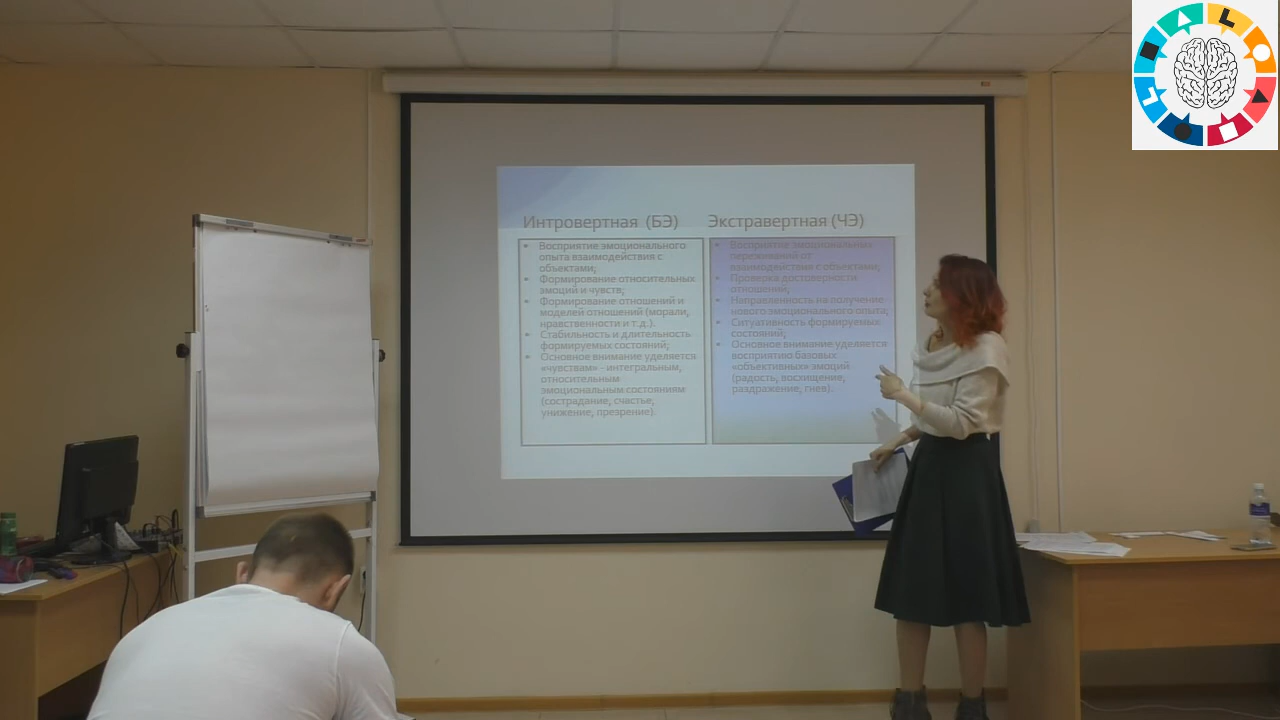 Интровертная (БЭ)
Экстравертная (ЧЭ)
Восприятие эмоционального
опыта взаимодействия с
объектами;
Формирование относительных
эмоций и чувств;
Формирование отношений и
моделей отношений (морали,
нравственности и т.д.).
Стабильность и длительность
формируемых состояний;
Основное внимание уделяется
«чувствам» - интегральным,
относительным
эмоциональным состояниям
(сострадание, счастье,
унижение, презрение).
Восприятие эмоциональных
переживаний от
взаимодействия с объектами;
Проверка достоверности
отношений;
Направленность на получение
нового эмоционального опыта;
Ситуативность формируемых
состояний;
Основное внимание уделяется
восприятию базовых
«объективных» эмоций
(радость, восхищение,
раздражение, гнев).